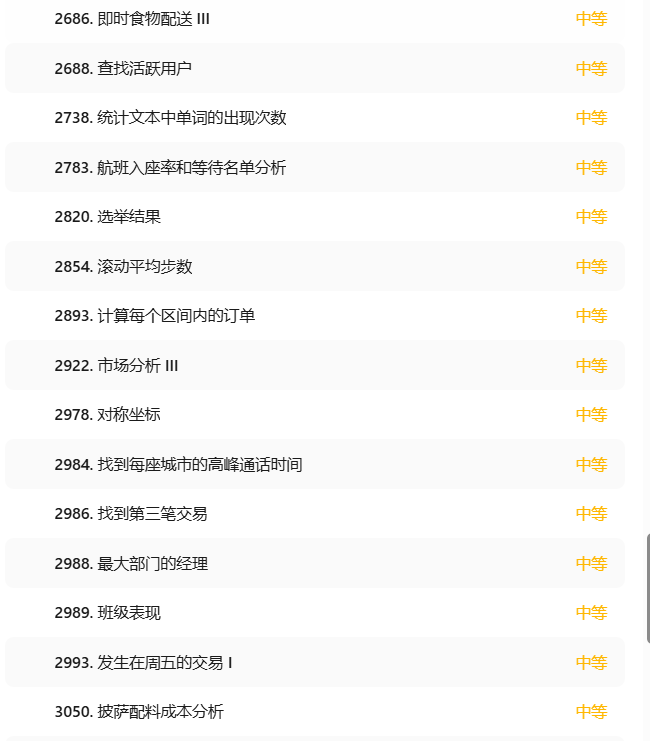 2686. 即时食物配送 III 中等
2688. 查找活跃用户 中等
2738. 统计文本中单词的出现次数 中等
2783. 航班入座率和等待名单分析 中等
2820. 选举结果 中等
2854. 滚动平均步数 中等
2893. 计算每个区间内的订单 中等
2922. 市场分析 III 中等
2978. 对称坐标 中等
2984. 找到每座城市的高峰通话时间 中等
2986. 找到第三笔交易 中等
2988. 最大部门的经理 中等
2989. 班级表现 中等
2993. 发生在周五的交易 I 中等
3050. 披萨配料成本分析 中等